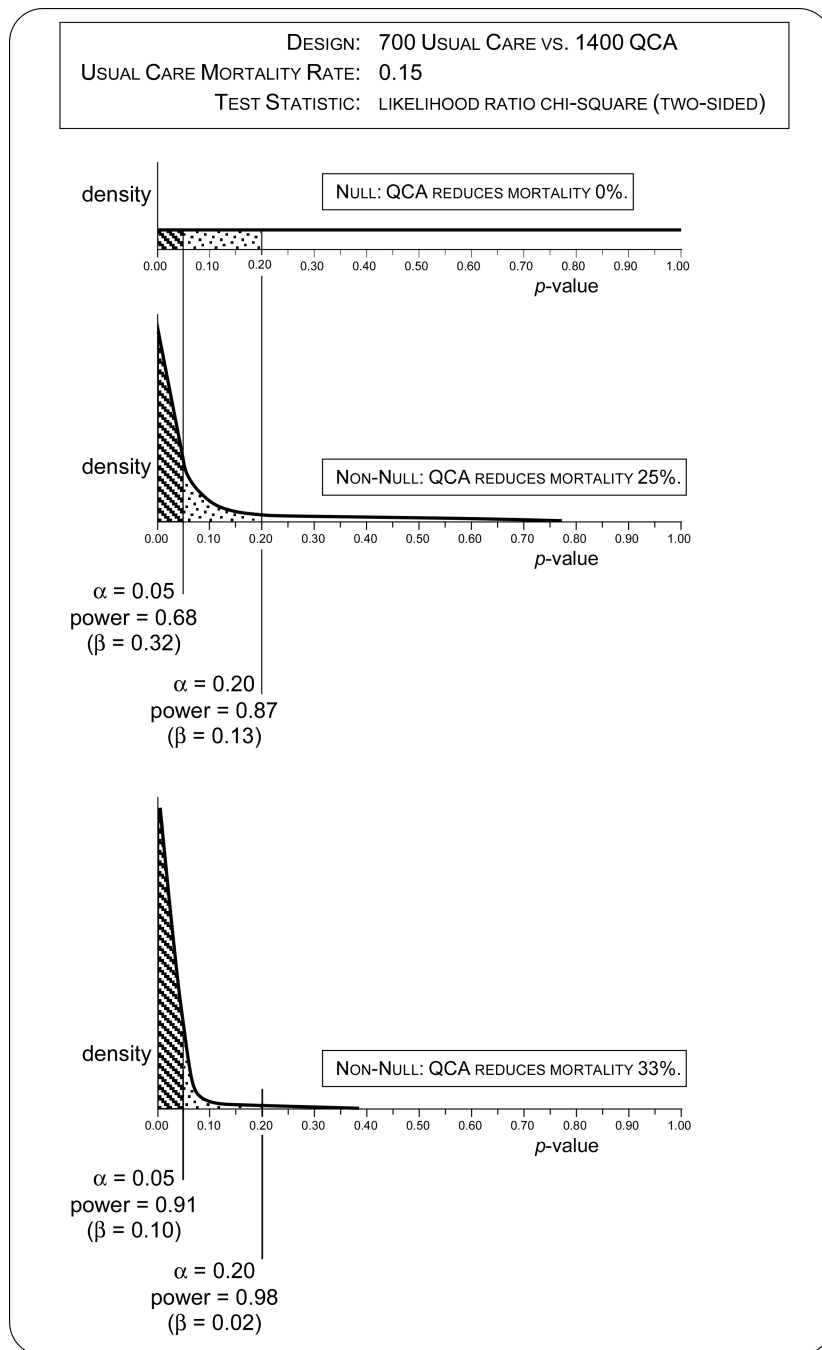 DESIGN: 700 USUAL CARE VS. 1400 QCA
USUAL CARE MORTALITY RATE: 0.15
TEST STATISTIC: LIKELIHOOD RATIO CHI-SQUARE (TWO-SIDED)
density
NULL: QCA REDUCES MORTALITY 0%.
0.00 0.10 0.20 0.30 0.40 0.50 0.60 0.70 0.80 0.90 1.00
p-value
density
NON-NULL: QCA REDUCES MORTALITY 25%.
0.00 0.10 0.20 0.30 0.40 0.50 0.60 0.70 0.80 0.90 1.00
p-value
α = 0.05
power = 0.68
(β = 0.32)
α = 0.20
power = 0.87
(β = 0.13)
density
NON-NULL: QCA REDUCES MORTALITY 33%.
0.00 0.10 0.20 0.30 0.40 0.50 0.60 0.70 0.80 0.90 1.00
p-value
α = 0.05
power = 0.91
(β = 0.10)
α = 0.20
power = 0.98
(β = 0.02)